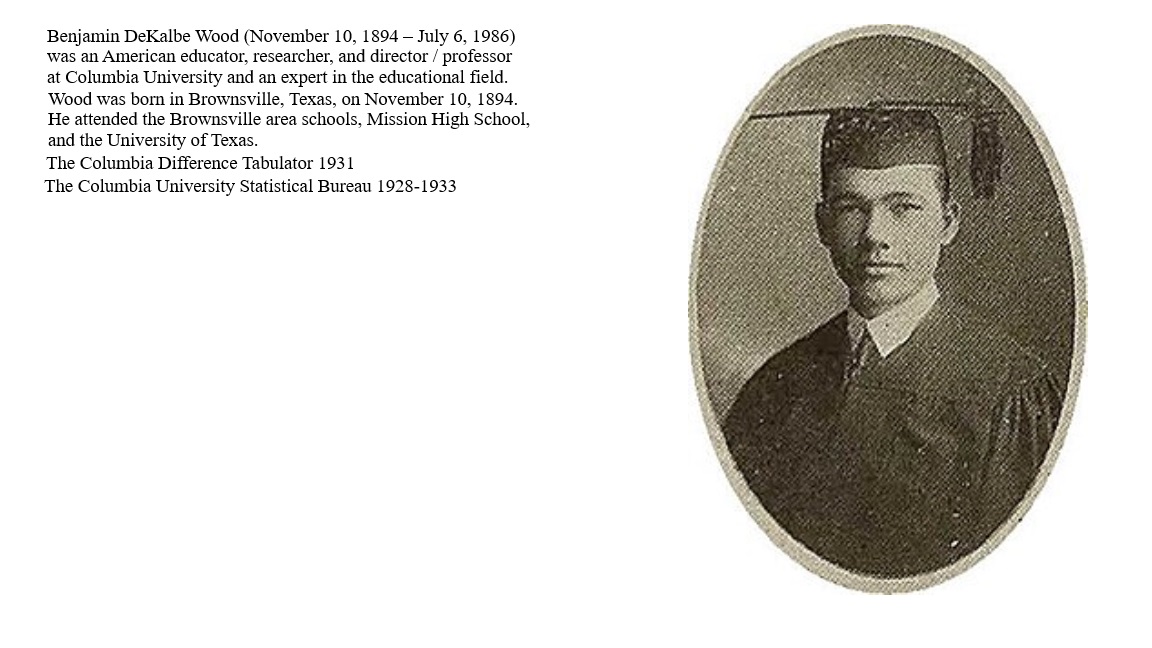 Benjamin DeKalbe Wood (November 10, 1894 – July 6, 1986)
was an American educator, researcher, and director / professor
at Columbia University and an expert in the educational field.
Wood was born in Brownsville, Texas, on November 10, 1894.
He attended the Brownsville area schools, Mission High School,
and the University of Texas.
The Columbia Difference Tabulator 1931
The Columbia University Statistical Bureau 1928-1933